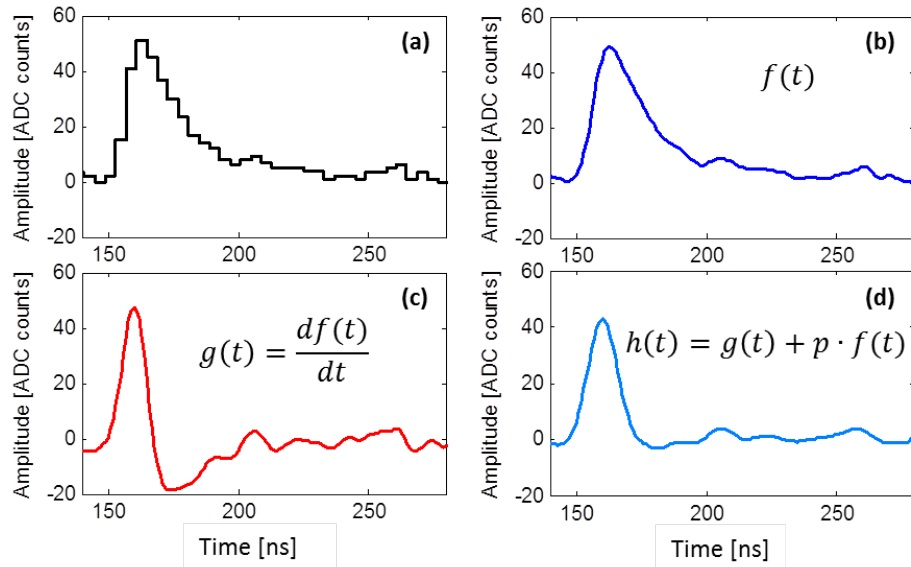 60
(a)
40
20
0
-20
150
200
250
Amplitude [ADC counts]
60
(b)
40
f(t)
20
0
-20
150
200
250
Amplitude [ADC counts]
60
(c)
40
g(t) = df(t)/dt
20
0
-20
150
200
250
Amplitude [ADC counts]
Time [ns]
60
(d)
40
h(t) = g(t) + p · f(t)
20
0
-20
150
200
250
Amplitude [ADC counts]
Time [ns]